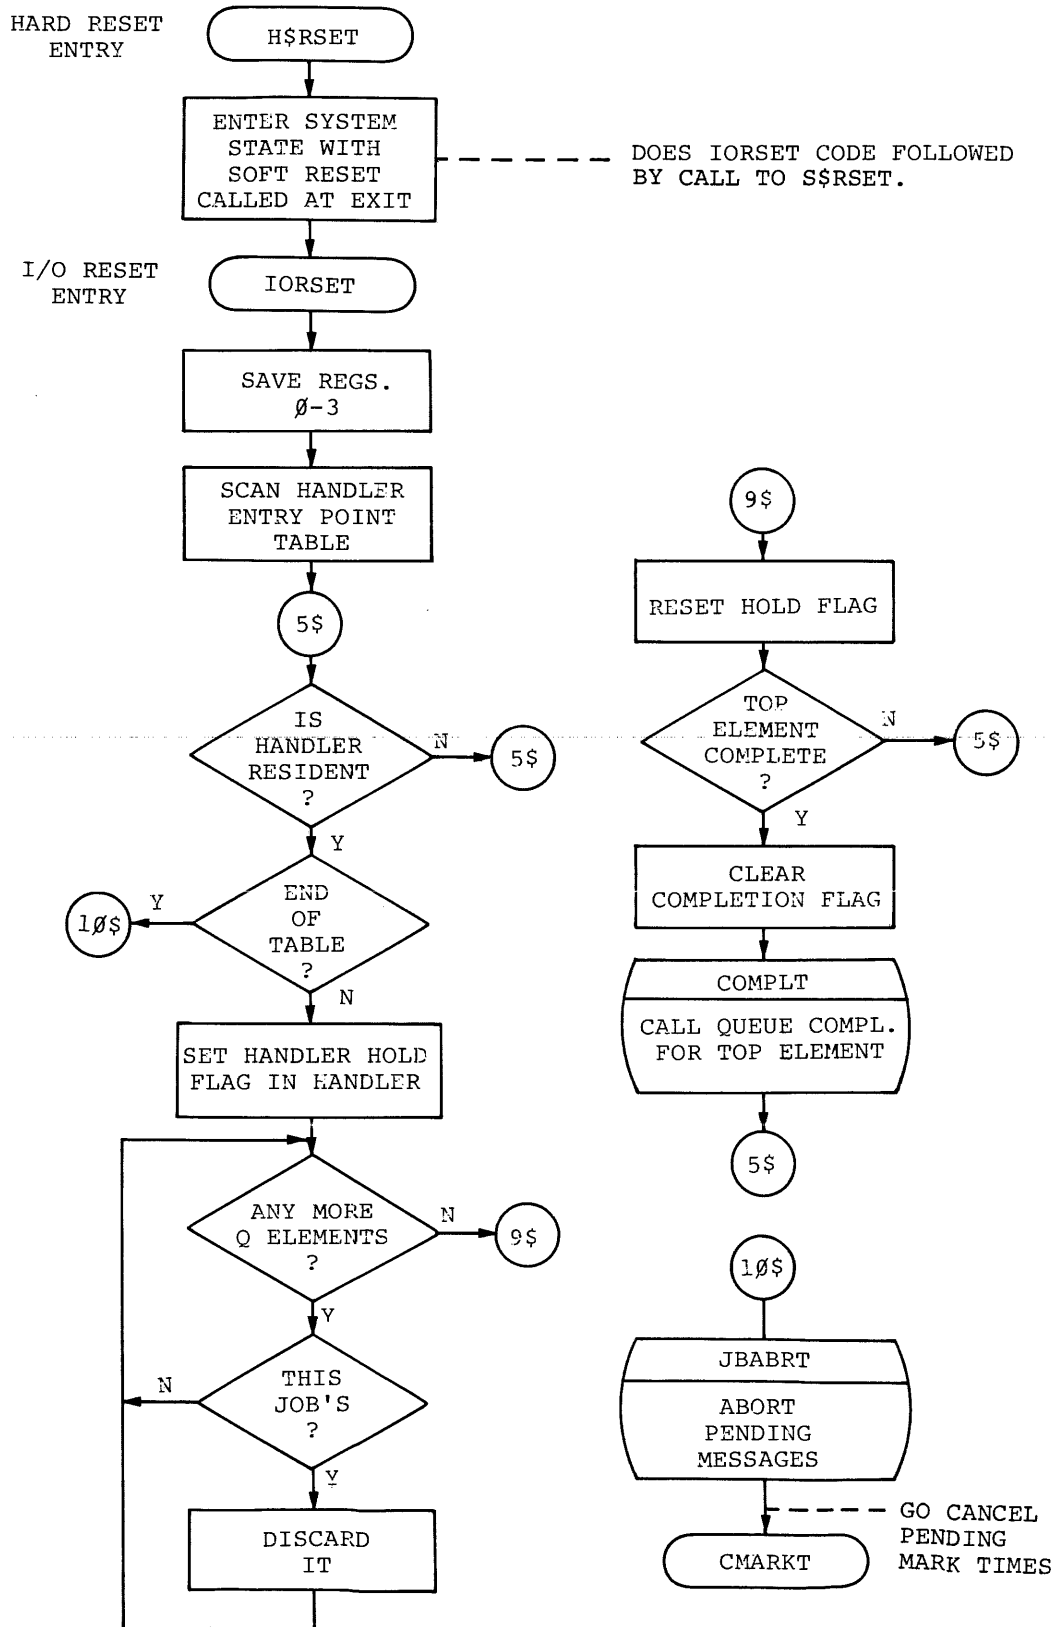 HARD RESET
ENTRY
H$RSET
ENTER SYSTEM
STATE WITH
SOFT RESET
CALLED AT EXIT
DOES IORSET CODE FOLLOWED
BY CALL TO S$RSET.
I/O RESET
ENTRY
IORSET
SAVE REGS.
Ø-3
SCAN HANDLER
ENTRY POINT
TABLE
5$
IS
HANDLER
RESIDENT
?
N
5$
Y
END
OF
TABLE
?
Y
1Ø$
N
SET HANDLER HOLD
FLAG IN HANDLER
ANY MORE
Q ELEMENTS
?
N
9$
Y
THIS
JOB'S
?
N
Y
DISCARD
IT
9$
RESET HOLD FLAG
TOP
ELEMENT
COMPLETE
?
N
5$
Y
CLEAR
COMPLETION FLAG
COMPLT
CALL QUEUE COMPL.
FOR TOP ELEMENT
5$
1Ø$
JBABRT
ABORT
PENDING
MESSAGES
GO CANCEL
PENDING
MARK TIMES
CMARKT